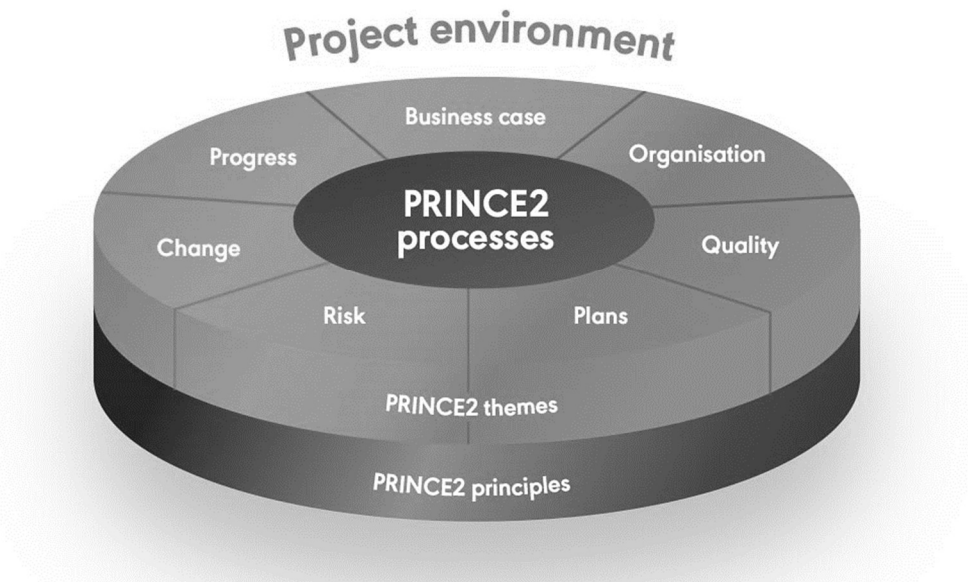 Project environment
Business case
Progress
Organisation
PRINCE2
processes
Change
Quality
Risk
Plans
PRINCE2 themes
PRINCE2 principles